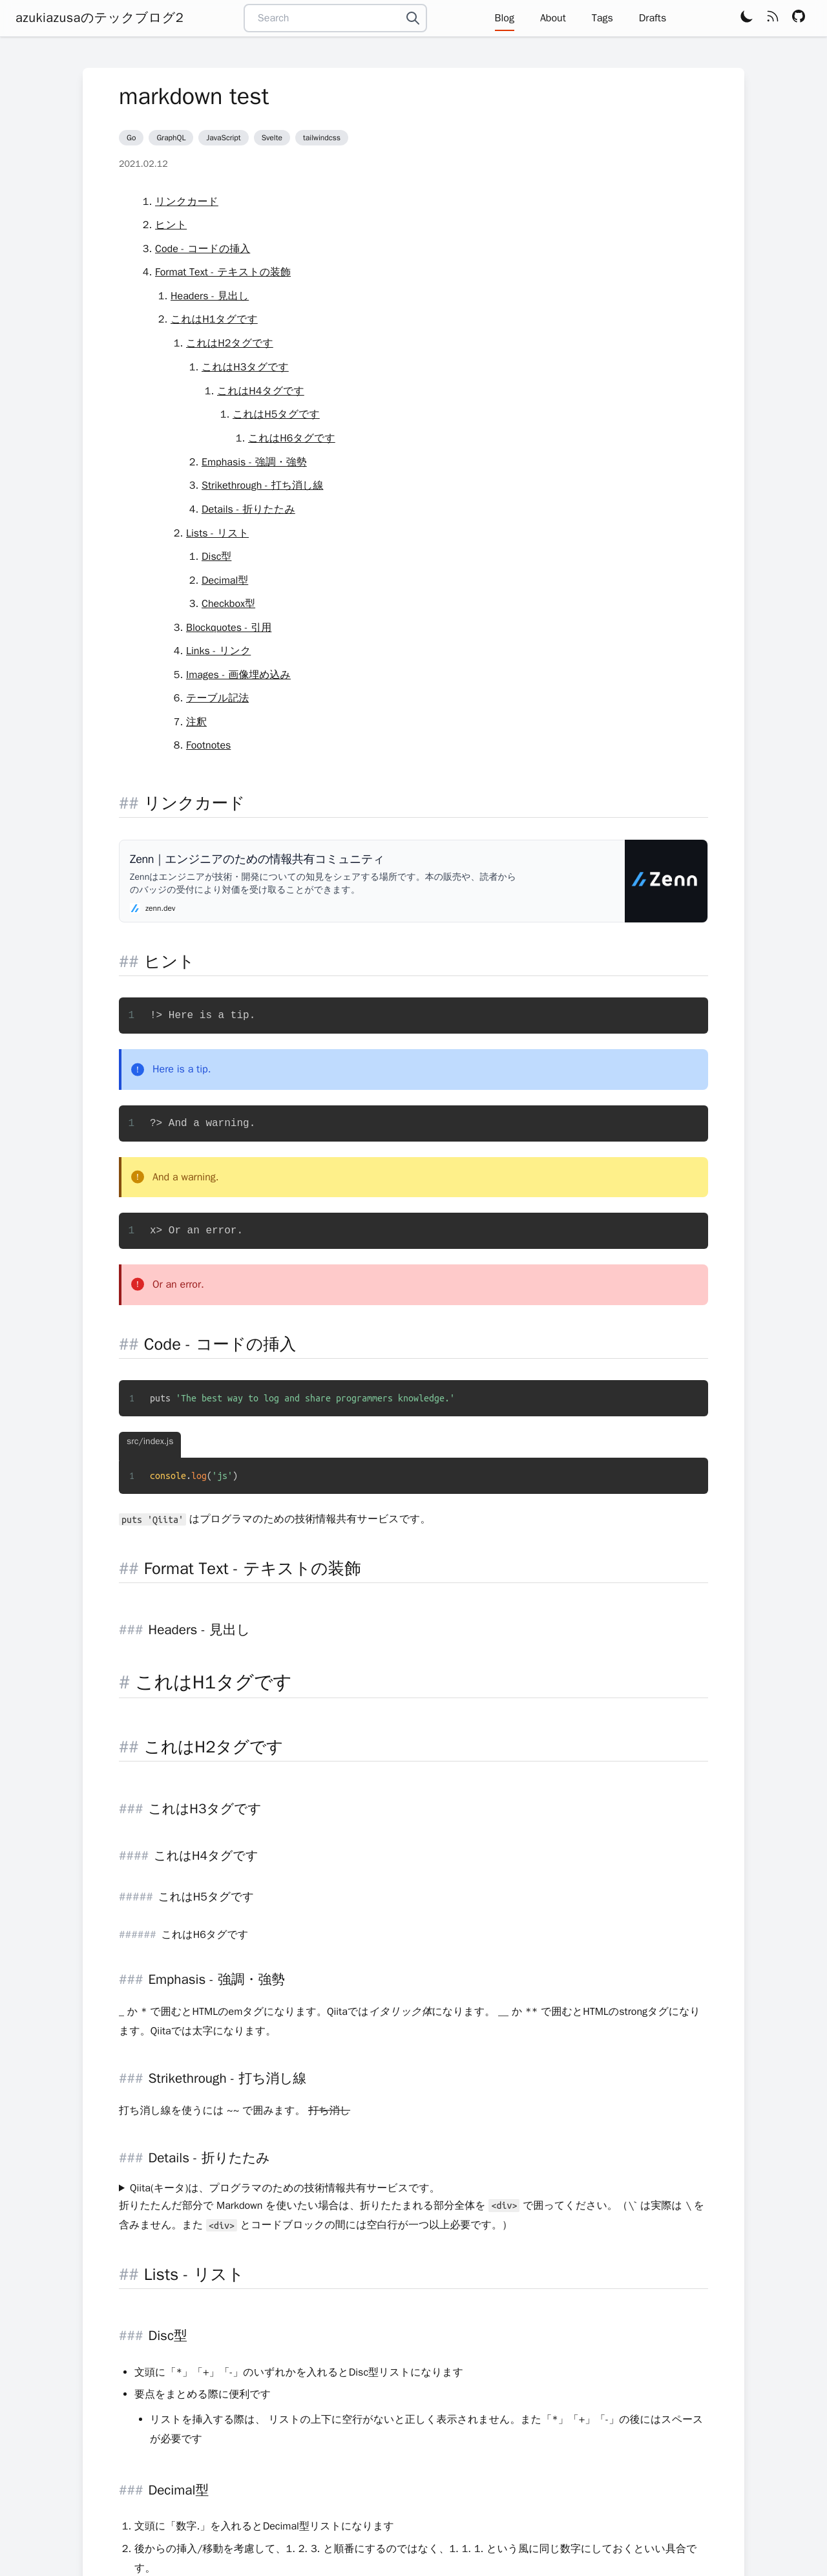 azukiazusaのテックブログ2
Search
Blog
About
Tags
Drafts
markdown test
Go
GraphQL
JavaScript
Svelte
tailwindcss
2021.02.12
1. リンクカード
2. ヒント
3. Code - コードの挿入
4. Format Text - テキストの装飾
1. Headers - 見出し
2. これはH1タグです
1. これはH2タグです
1. これはH3タグです
1. これはH4タグです
1. これはH5タグです
1. これはH6タグです
2. Emphasis - 強調・強勢
3. Strikethrough - 打ち消し線
4. Details - 折りたたみ
2. Lists - リスト
1. Disc型
2. Decimal型
3. Checkbox型
3. Blockquotes - 引用
4. Links - リンク
5. Images - 画像埋め込み
6. テーブル記法
7. 注釈
8. Footnotes
## リンクカード
Zenn｜エンジニアのための情報共有コミュニティ
Zennはエンジニアが技術・開発についての知見をシェアする場所です。本の販売や、読者から
のバッジの受付により対価を受け取ることができます。
zenn.dev
Zenn
## ヒント
1 !> Here is a tip.
! Here is a tip.
1 ?> And a warning.
! And a warning.
1 x> Or an error.
! Or an error.
## Code - コードの挿入
1 puts 'The best way to log and share programmers knowledge.'
src/index.js
1 console.log('js')
puts 'Qiita' はプログラマのための技術情報共有サービスです。
## Format Text - テキストの装飾
### Headers - 見出し
# これはH1タグです
## これはH2タグです
### これはH3タグです
#### これはH4タグです
##### これはH5タグです
###### これはH6タグです
### Emphasis - 強調・強勢
_ か * で囲むとHTMLのemタグになります。Qiitaではイタリック体になります。 __ か ** で囲むとHTMLのstrongタグになり
ます。Qiitaでは太字になります。
### Strikethrough - 打ち消し線
打ち消し線を使うには ~~ で囲みます。 打ち消し
### Details - 折りたたみ
▶ Qiita(キータ)は、プログラマのための技術情報共有サービスです。
折りたたんだ部分で Markdown を使いたい場合は、折りたたまれる部分全体を <div> で囲ってください。（\` は実際は \ を
含みません。また <div> とコードブロックの間には空白行が一つ以上必要です。）
## Lists - リスト
### Disc型
• 文頭に「*」「+」「-」のいずれかを入れるとDisc型リストになります
• 要点をまとめる際に便利です
• リストを挿入する際は、 リストの上下に空行がないと正しく表示されません。また「*」「+」「-」の後にはスペース
が必要です
### Decimal型
1. 文頭に「数字.」を入れるとDecimal型リストになります
2. 後からの挿入/移動を考慮して、1. 2. 3. と順番にするのではなく、1. 1. 1. という風に同じ数字にしておくといい具合で
す。